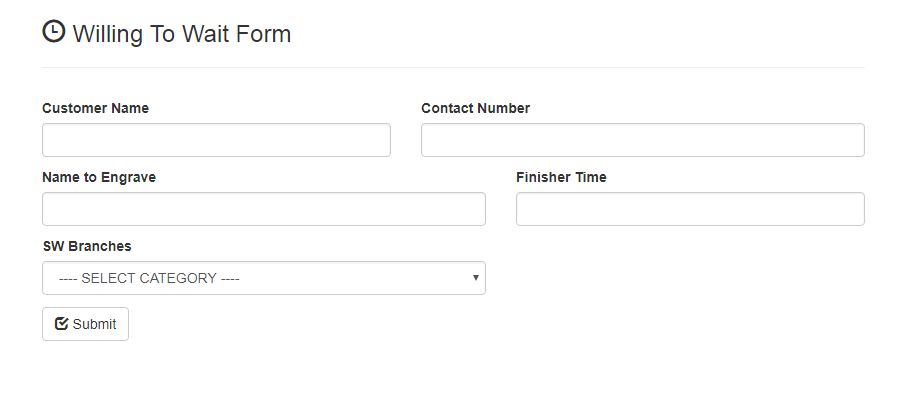 Willing To Wait Form
Customer Name
Contact Number
Name to Engrave
Finisher Time
SW Branches
---- SELECT CATEGORY ----
Submit